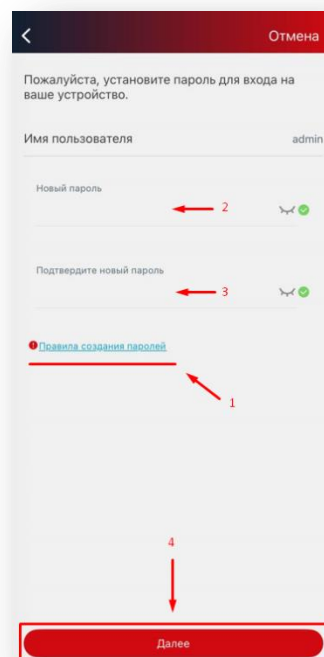 Отмена
Пожалуйста, установите пароль для входа на
ваше устройство.
Имя пользователя admin
Новый пароль
2
Подтвердите новый пароль
3
Правила создания паролей
1
4
Далее